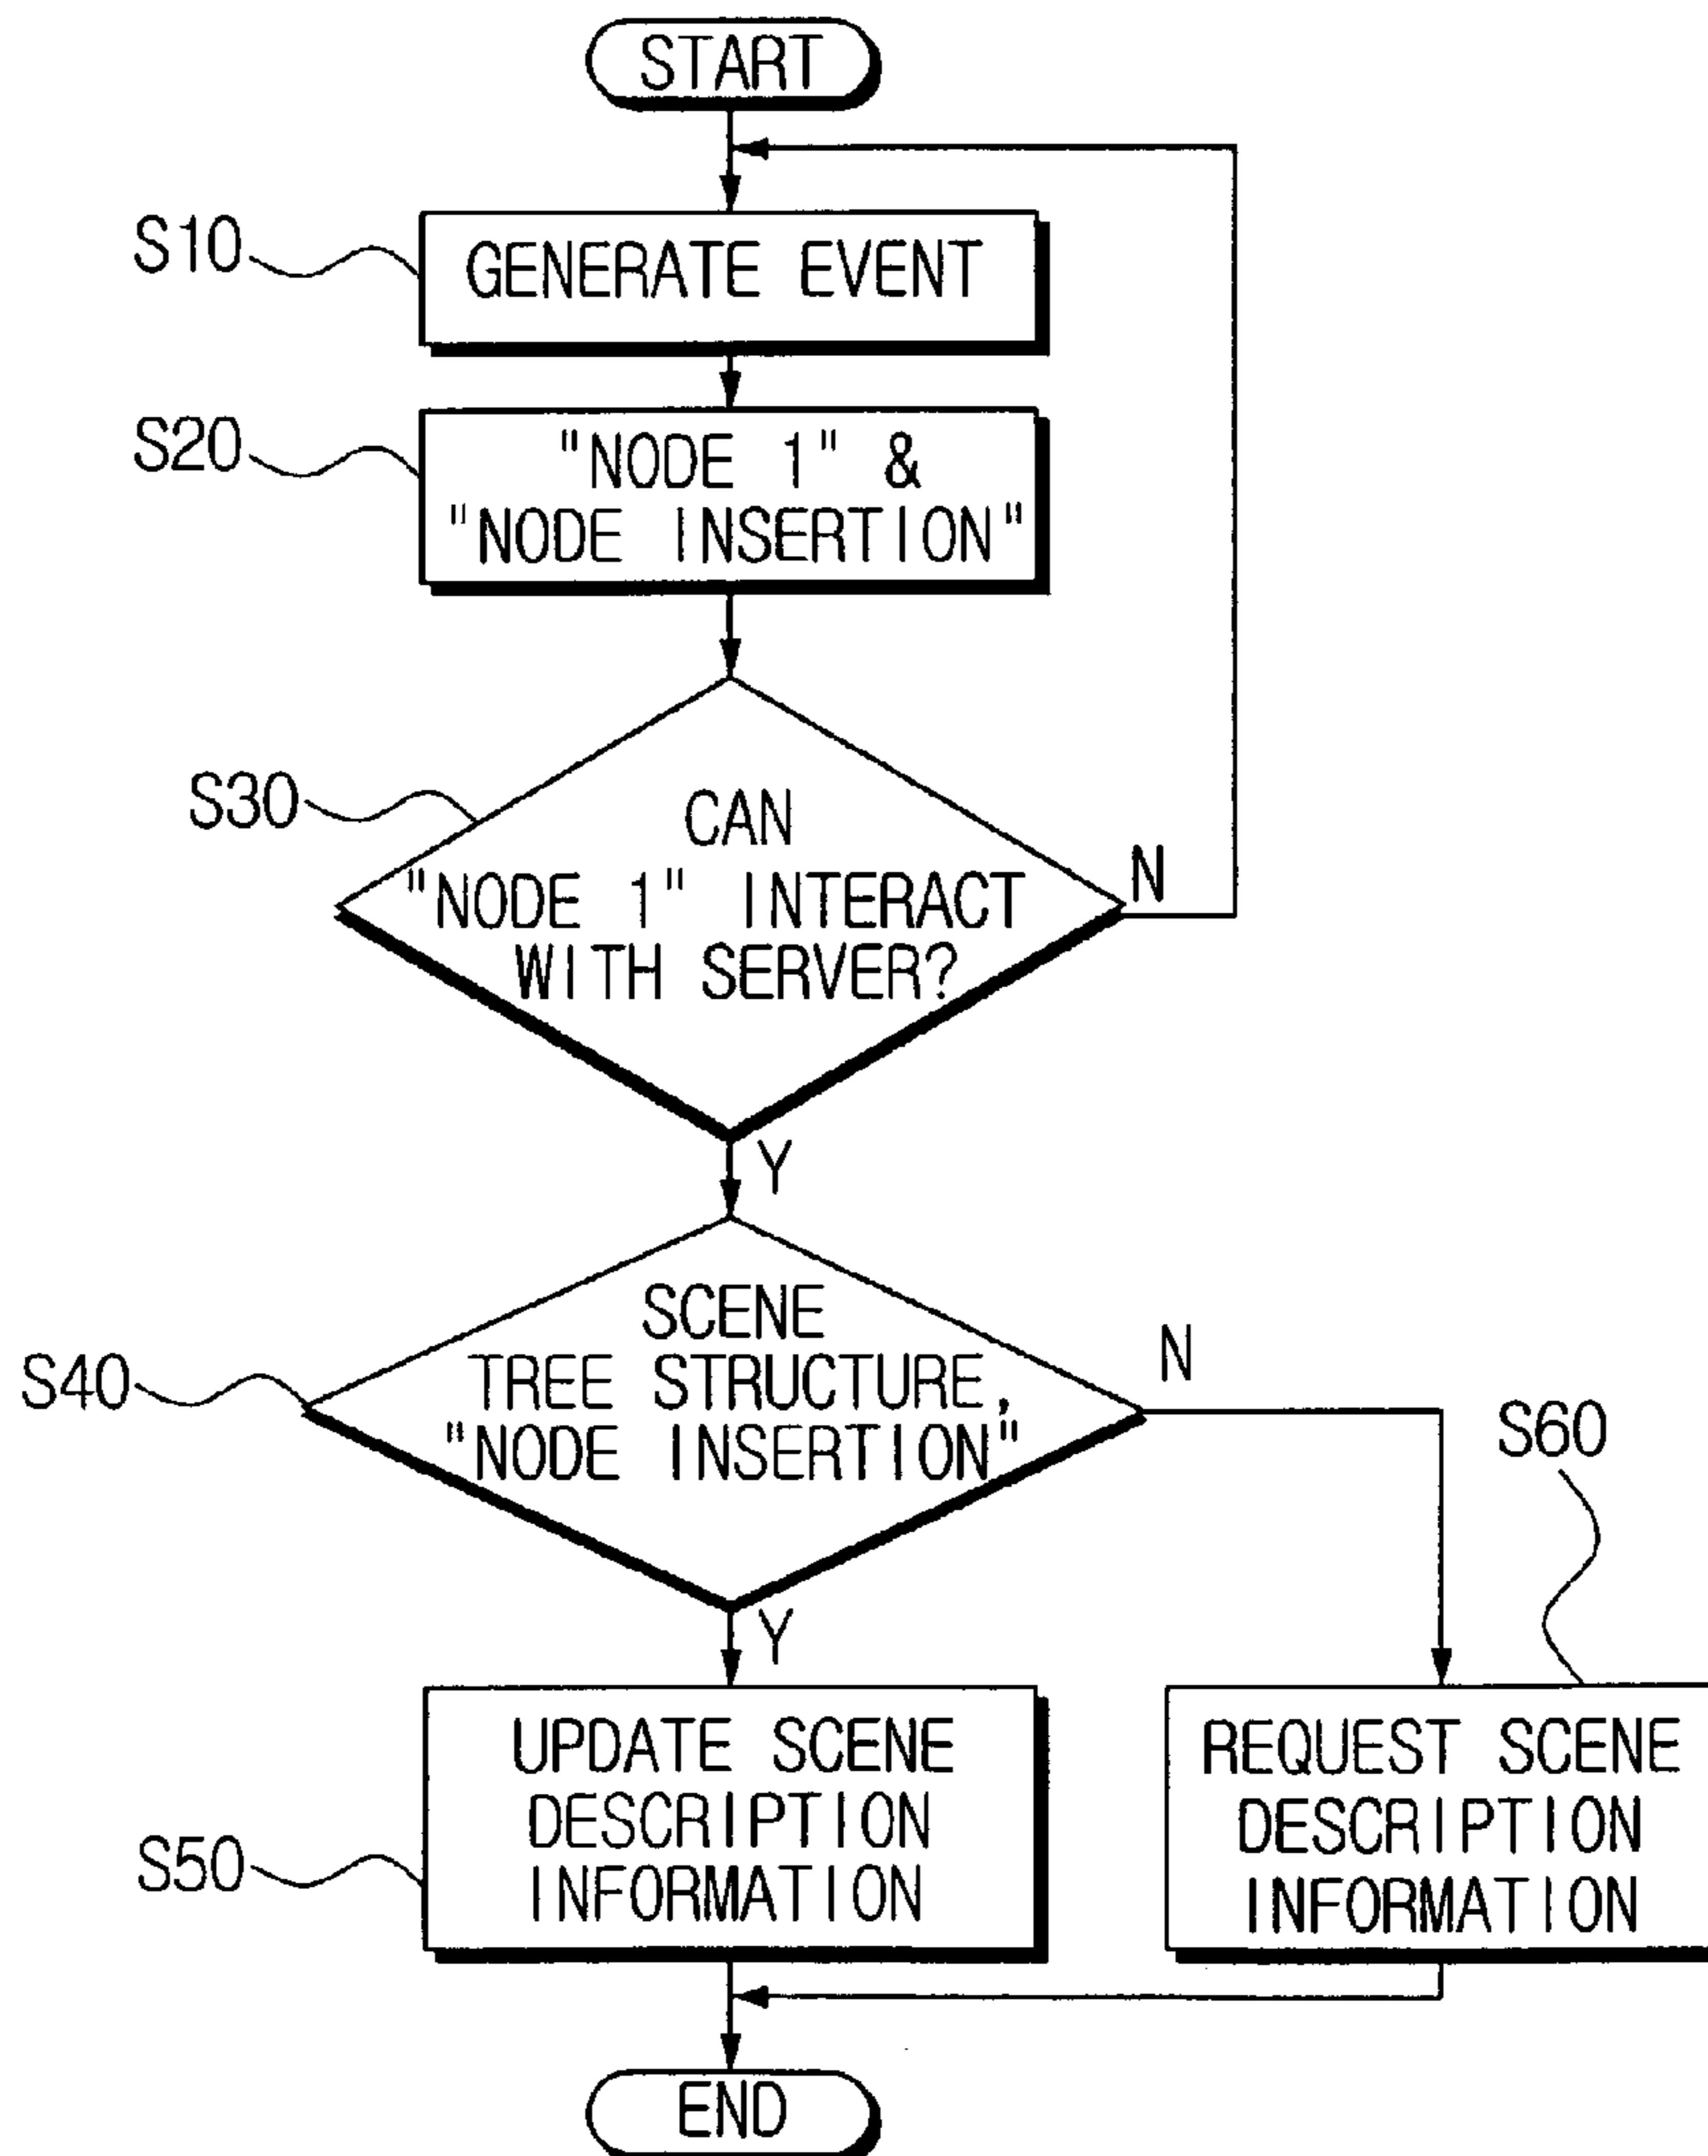 START
S10
GENERATE EVENT
S20
"NODE 1" &
"NODE INSERTION"
S30
CAN
"NODE 1" INTERACT
WITH SERVER?
N
Y
S40
SCENE
TREE STRUCTURE,
"NODE INSERTION"
N
S60
Y
S50
UPDATE SCENE
DESCRIPTION
INFORMATION
REQUEST SCENE
DESCRIPTION
INFORMATION
END